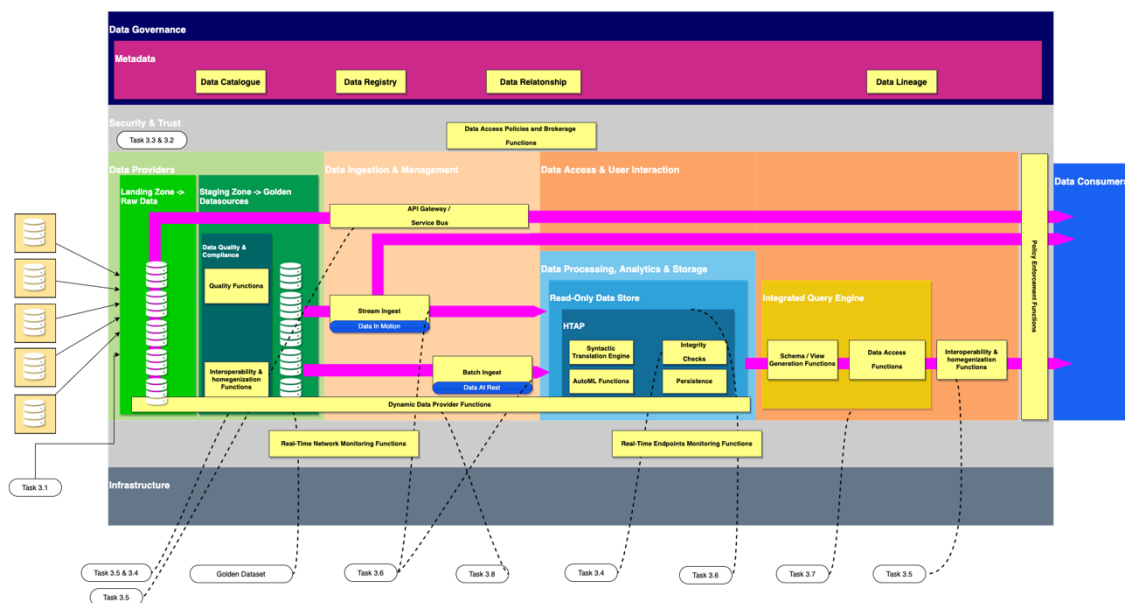 Data Governance
Metadata
Data Catalogue
Data Registry
Data Relatonship
Data Lineage
Security & Trust
Task 3.3 & 3.2
Data Access Policies and Brokerage
Functions
Data Providers
Data Ingestion & Management
Data Access & User Interaction
Data Consumers
Landing Zone ->
Raw Data
Staging Zone -> Golden
Datasources
API Gateway /
Service Bus
Policy Enforcement Functions
Data Quality &
Compliance
Quality Functions
Data Processing, Analytics & Storage
Read-Only Data Store
Integrated Query Engine
Stream Ingest
Data In Motion
HTAP
Syntactic
Translation Engine
Integrity
Checks
Schema / View
Generation Functions
Data Access
Functions
Interoperability &
homegenization
Functions
Interoperability &
homegenization
Functions
Batch Ingest
Data At Rest
AutoML Functions
Persistence
Dynamic Data Provider Functions
Real-Time Network Monitoring Functions
Real-Time Endpoints Monitoring Functions
Task 3.1
Infrastructure
Task 3.5 & 3.4
Golden Dataset
Task 3.6
Task 3.8
Task 3.4
Task 3.6
Task 3.7
Task 3.5
Task 3.5